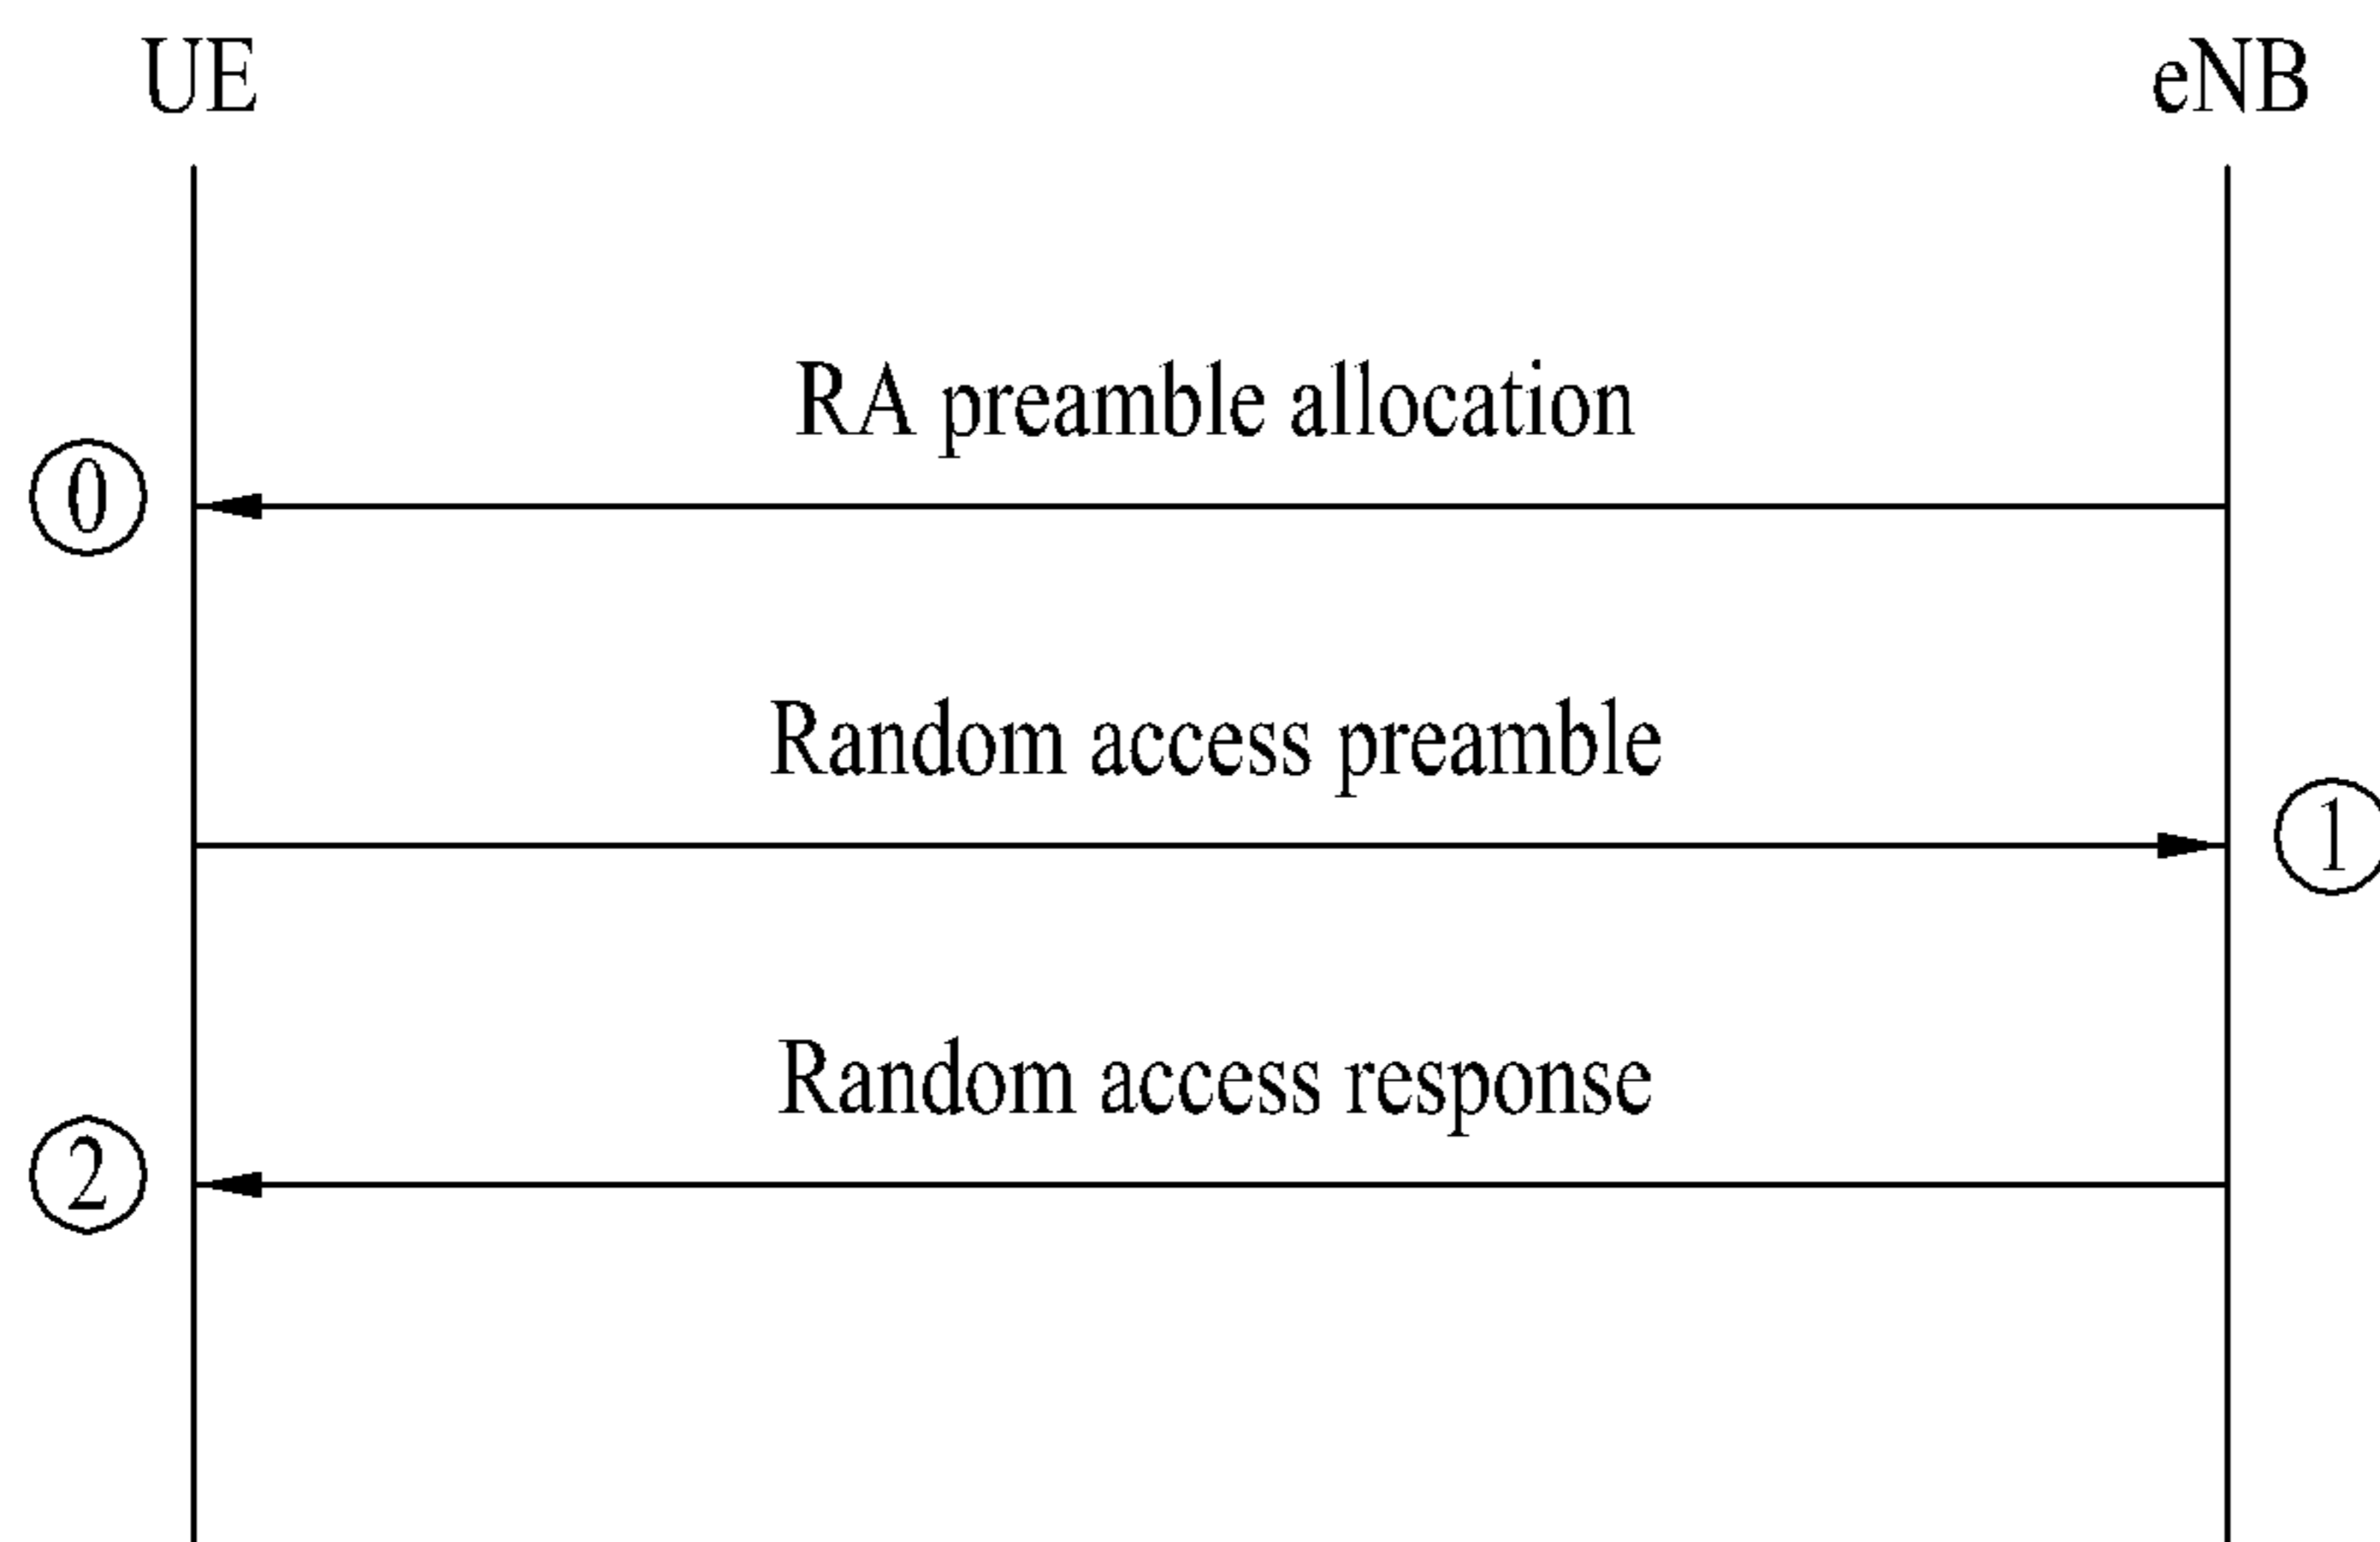 UE
eNB
RA preamble allocation
0
Random access preamble
1
Random access response
2